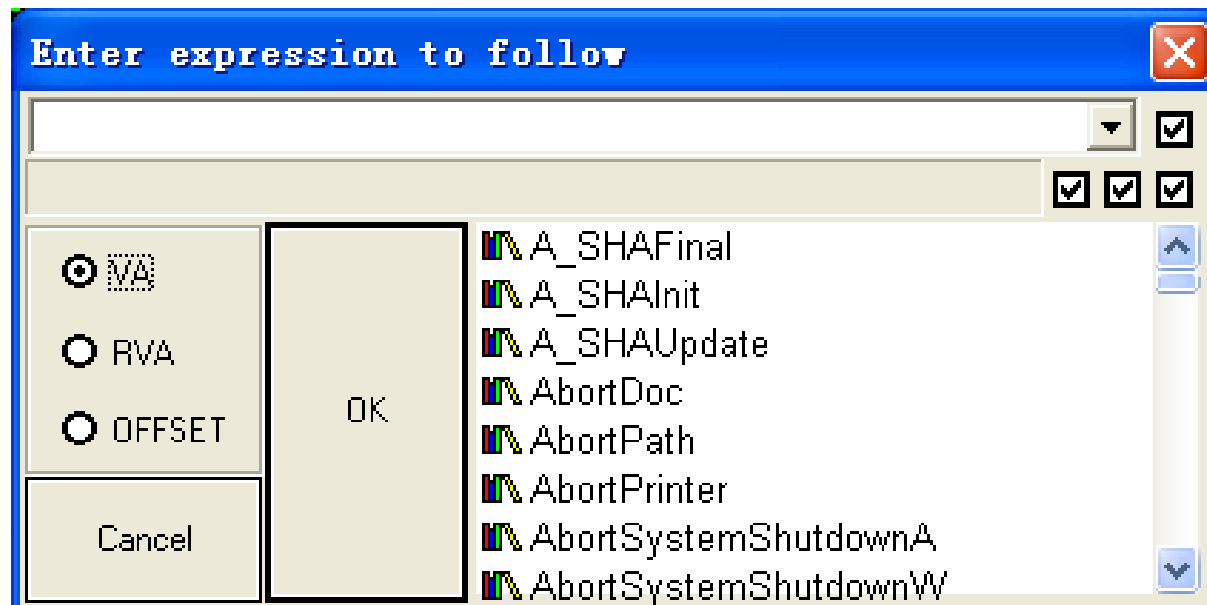 Enter expression to follow
VA
RVA
OFFSET
Cancel
OK
A_SHAFinal
A_SHAInit
A_SHAUpdate
AbortDoc
AbortPath
AbortPrinter
AbortSystemShutdownA
AbortSystemShutdownW